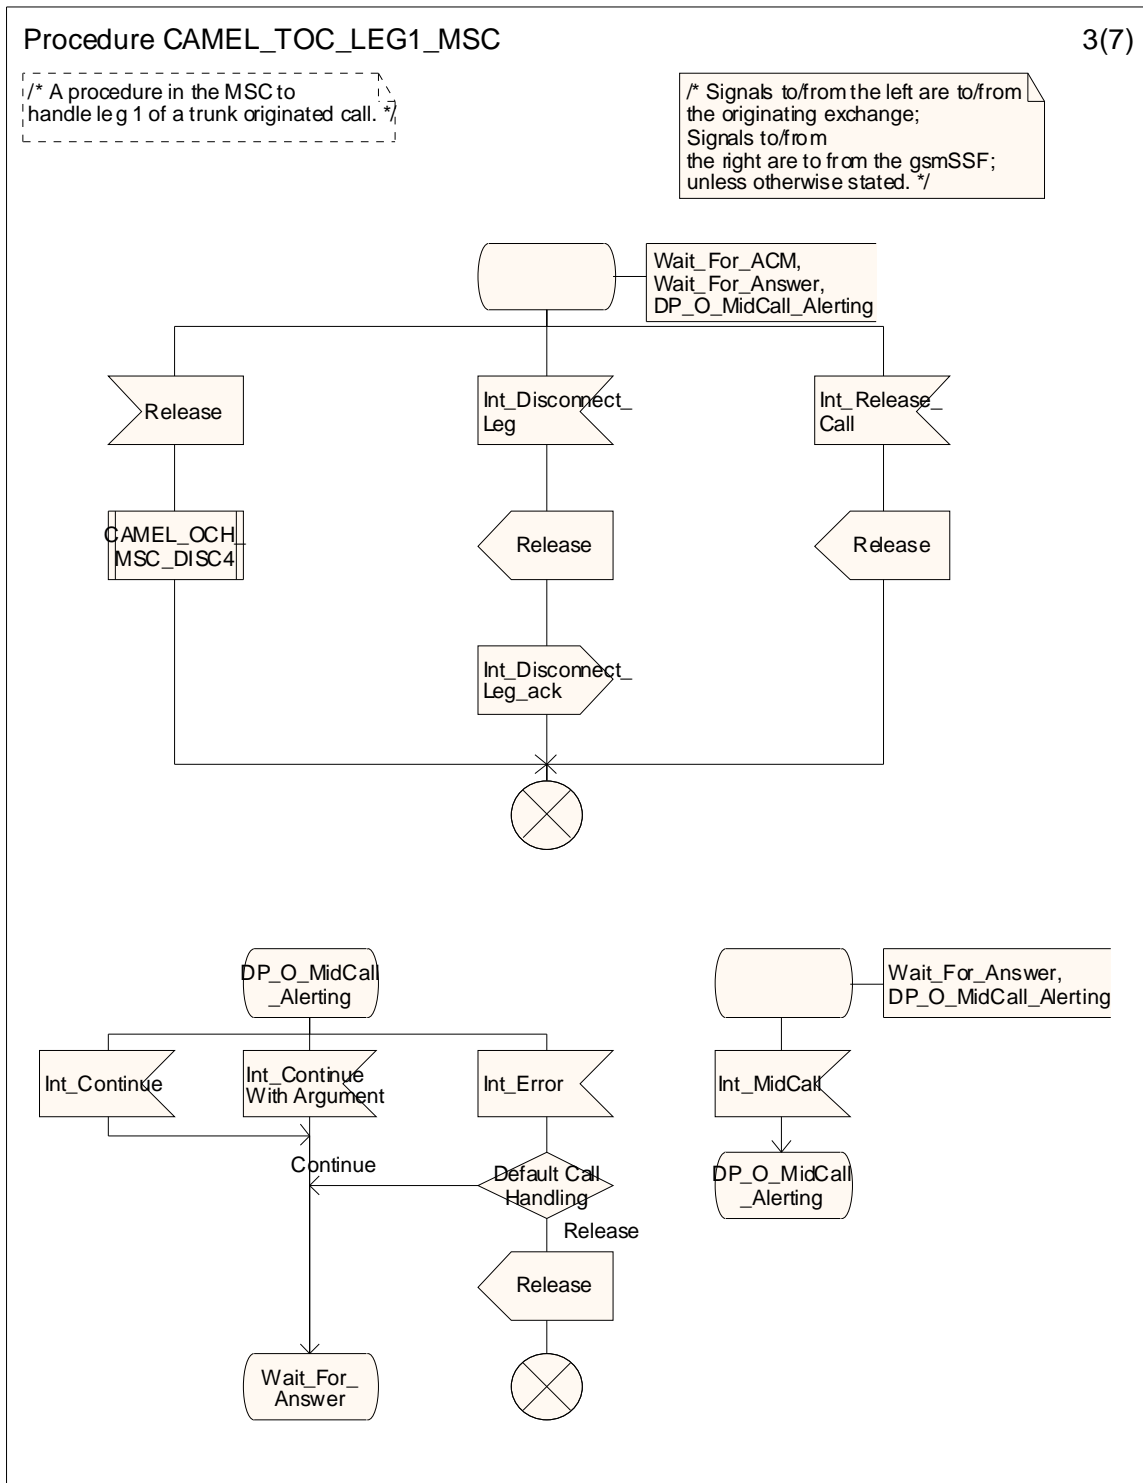 Procedure CAMEL_TOC_LEG1_MSC
3(7)
/* A procedure in the MSC to
handle leg 1 of a trunk originated call. */
/* Signals to/from the left are to/from
the originating exchange;
Signals to/from
the right are to from the gsmSSF;
unless otherwise stated. */
Wait_For_ACM,
Wait_For_Answer,
DP_O_MidCall_Alerting
Release
Int_Disconnect_
Leg
Int_Release_
Call
CAMEL_OCH_
MSC_DISC4
Release
Release
Int_Disconnect_
Leg_ack
DP_O_MidCall
_Alerting
Wait_For_Answer,
DP_O_MidCall_Alerting
Int_Continue
Int_Continue
With Argument
Int_Error
Int_MidCall
Continue
Default Call
Handling
DP_O_MidCall
_Alerting
Release
Release
Wait_For_
Answer